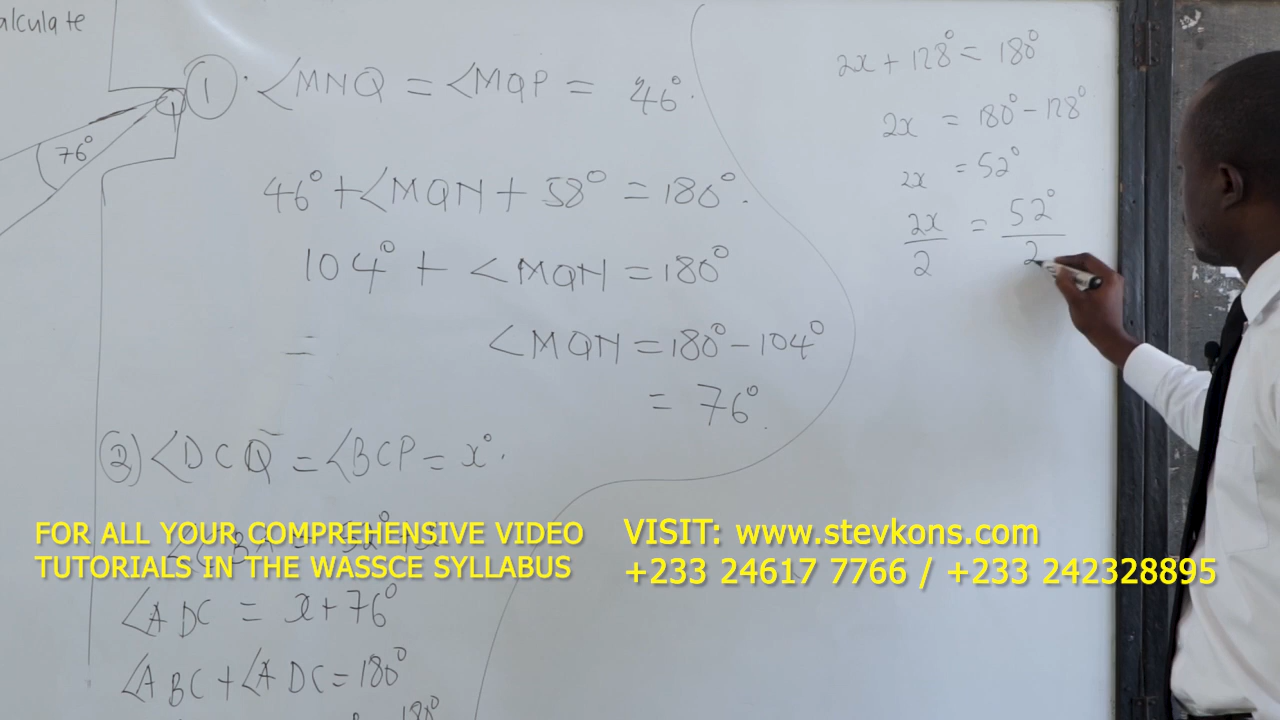 alculate
① ∠MNQ = ∠MQP = 46°.
76°
46° + ∠MQN + 58° = 180°.
104° + ∠MQN = 180°
=
∠MQN = 180° - 104°
= 76°.
② ∠DCQ = ∠BCP = x°.
∠ADC = x + 76°
∠ABC + ∠ADC = 180°
180°
2x + 128° = 180°
2x = 180° - 128°
2x = 52°
2x/2 = 52°/2
FOR ALL YOUR COMPREHENSIVE VIDEO
TUTORIALS IN THE WASSCE SYLLABUS
VISIT: www.stevkons.com
+233 24617 7766 / +233 242328895